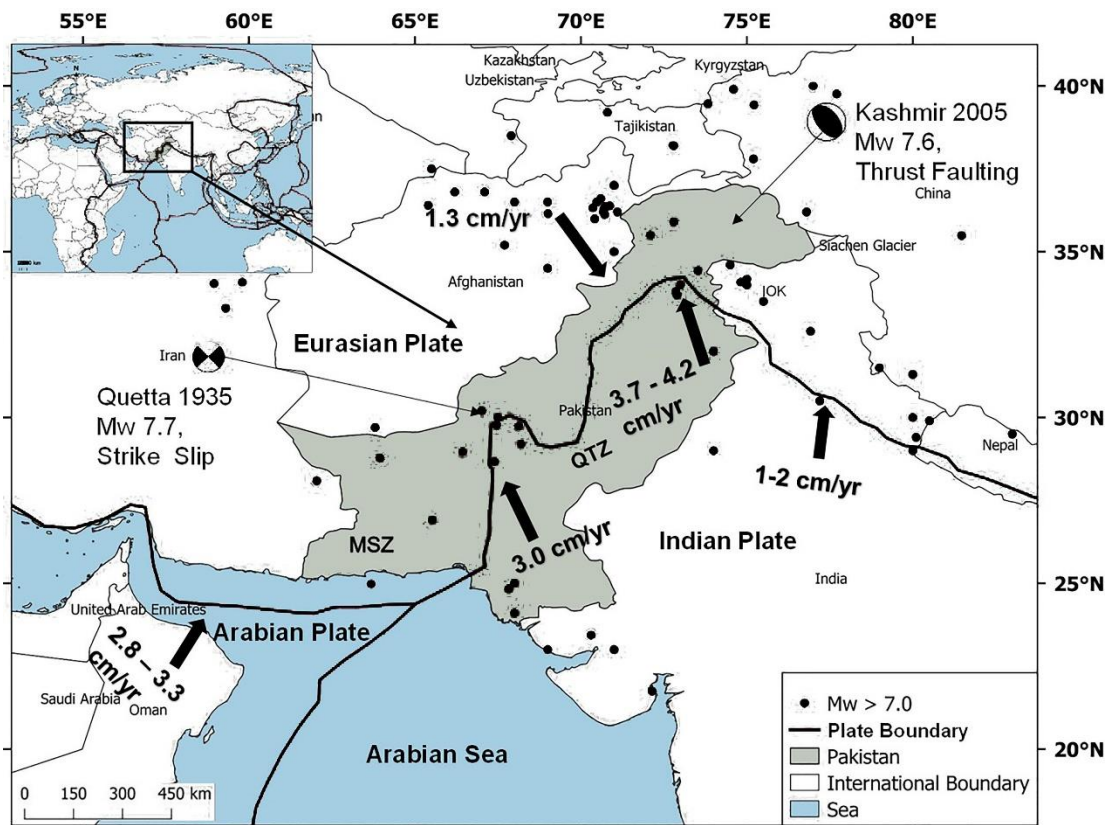 55°E 60°E 65°E 70°E 75°E 80°E
N
Kazakhstan
Uzbekistan
Kyrgyzstan
40°N
Tajikistan
Kashmir 2005
Mw 7.6,
Thrust Faulting
China
1.3 cm/yr
Siachen Glacier
35°N
Afghanistan
IOK
Eurasian Plate
Iran
Quetta 1935
Mw 7.7,
Strike Slip
3.7 - 4.2
cm/yr
Pakistan
QTZ
30°N
Nepal
1-2 cm/yr
MSZ
3.0 cm/yr
Indian Plate
India
25°N
United Arab Emirates
Arabian Plate
2.8 – 3.3
cm/yr
Saudi Arabia
Oman
Arabian Sea
20°N
0 150 300 450 km
Mw > 7.0
Plate Boundary
Pakistan
International Boundary
Sea